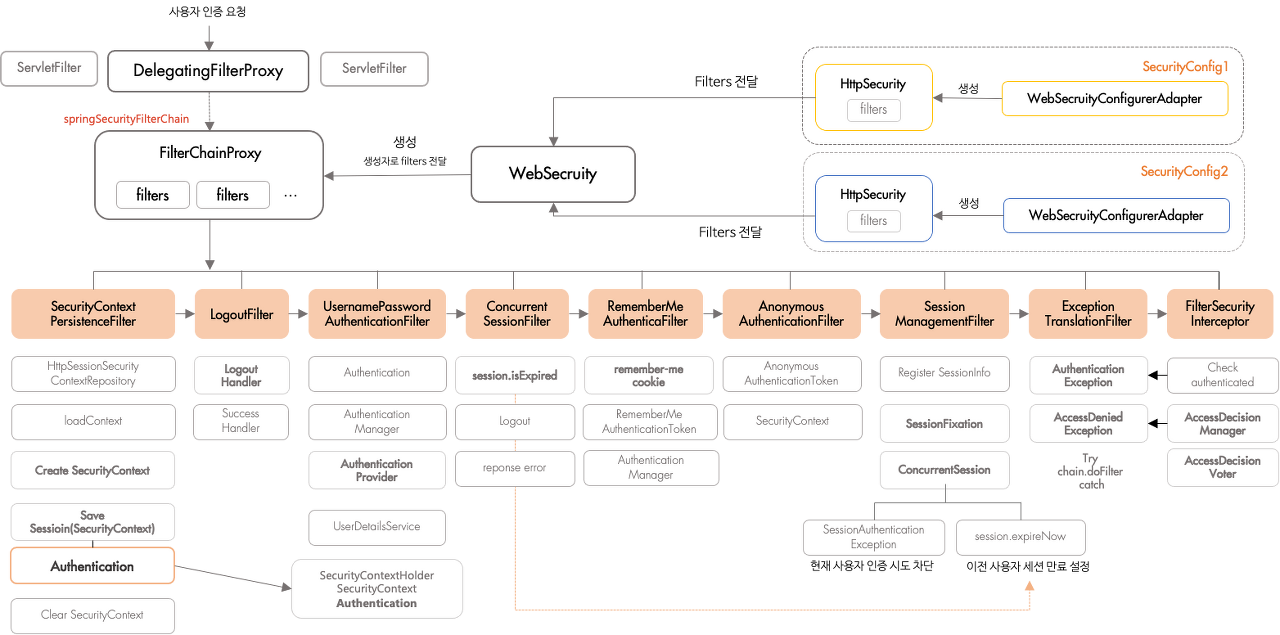 사용자 인증 요청
ServletFilter
DelegatingFilterProxy
ServletFilter
springSecurityFilterChain
FilterChainProxy
filters
filters
...
생성
생성자로 filters 전달
WebSecruity
Filters 전달
Filters 전달
SecurityConfig1
HttpSecurity
filters
생성
WebSecruityConfigurerAdapter
SecurityConfig2
HttpSecurity
filters
생성
WebSecruityConfigurerAdapter
SecurityContext
PersistenceFilter
LogoutFilter
UsernamePassword
AuthenticationFilter
Concurrent
SessionFilter
RememberMe
AuthenticaFilter
Anonymous
AuthenticationFilter
Session
ManagementFilter
Exception
TranslationFilter
FilterSecurity
Interceptor
HttpSessionSecurity
ContextRepository
loadContext
Create SecurityContext
Save
Sessioin(SecurityContext)
Authentication
Clear SecurityContext
Logout
Handler
Success
Handler
Authentication
Authentication
Manager
Authentication
Provider
UserDetailsService
SecurityContextHolder
SecurityContext
Authentication
session.isExpired
Logout
reponse error
remember-me
cookie
RememberMe
AuthenticationToken
Authentication
Manager
Anonymous
AuthenticationToken
SecurityContext
Register SessionInfo
SessionFixation
ConcurrentSession
SessionAuthentication
Exception
현재 사용자 인증 시도 차단
session.expireNow
이전 사용자 세션 만료 설정
Authentication
Exception
AccessDenied
Exception
Try
chain.doFilter
catch
Check
authenticated
AccessDecision
Manager
AccessDecision
Voter